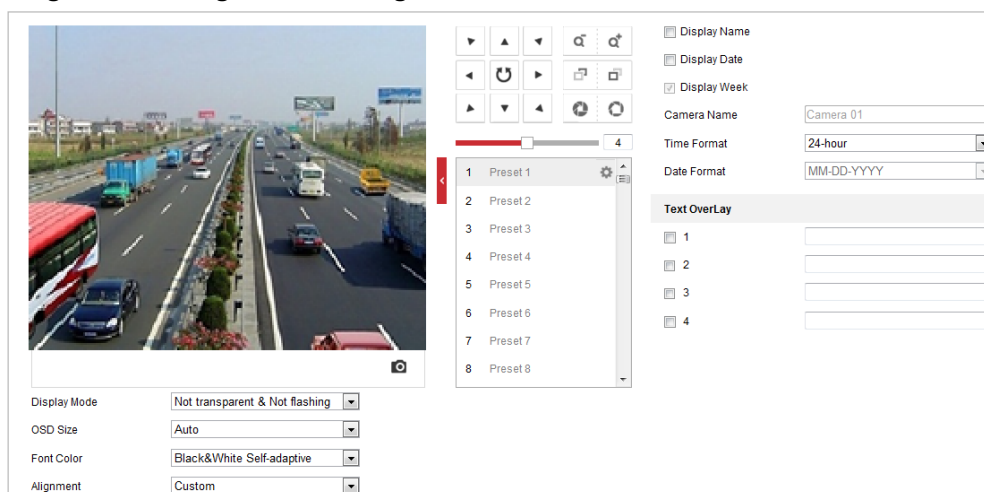 Display Name
Display Date
Display Week
Camera Name Camera 01
Time Format 24-hour
Date Format MM-DD-YYYY
Text OverLay
1
2
3
4
4
1 Preset 1
2 Preset 2
3 Preset 3
4 Preset 4
5 Preset 5
6 Preset 6
7 Preset 7
8 Preset 8
Display Mode Not transparent & Not flashing
OSD Size Auto
Font Color Black&White Self-adaptive
Alignment Custom